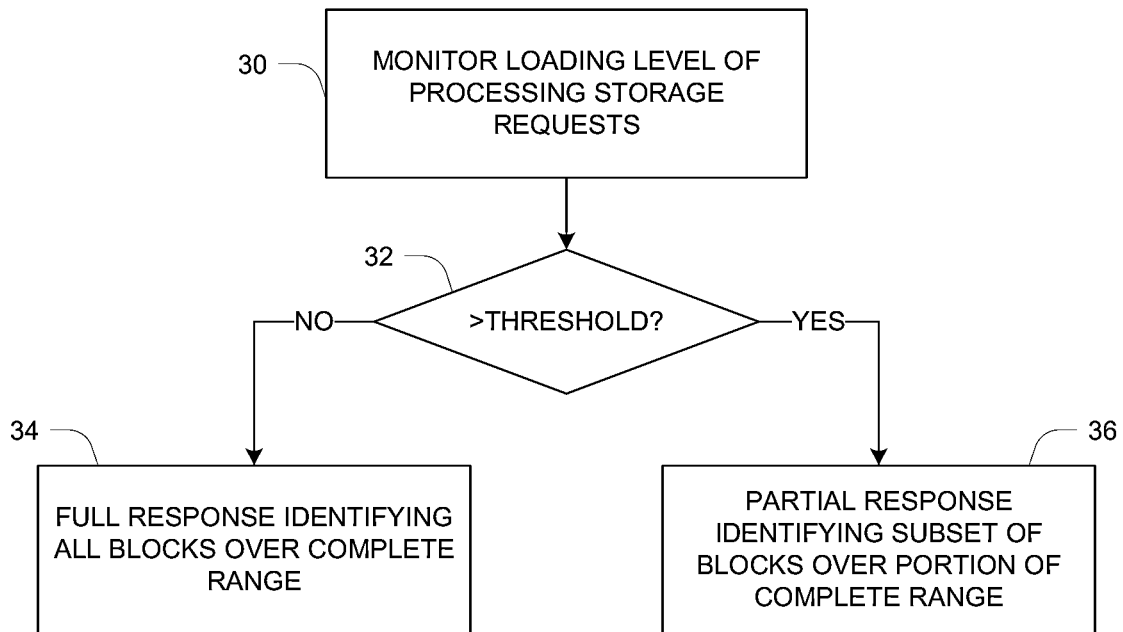 30
MONITOR LOADING LEVEL OF
PROCESSING STORAGE
REQUESTS
32
>THRESHOLD?
NO
YES
34
FULL RESPONSE IDENTIFYING
ALL BLOCKS OVER COMPLETE
RANGE
36
PARTIAL RESPONSE
IDENTIFYING SUBSET OF
BLOCKS OVER PORTION OF
COMPLETE RANGE